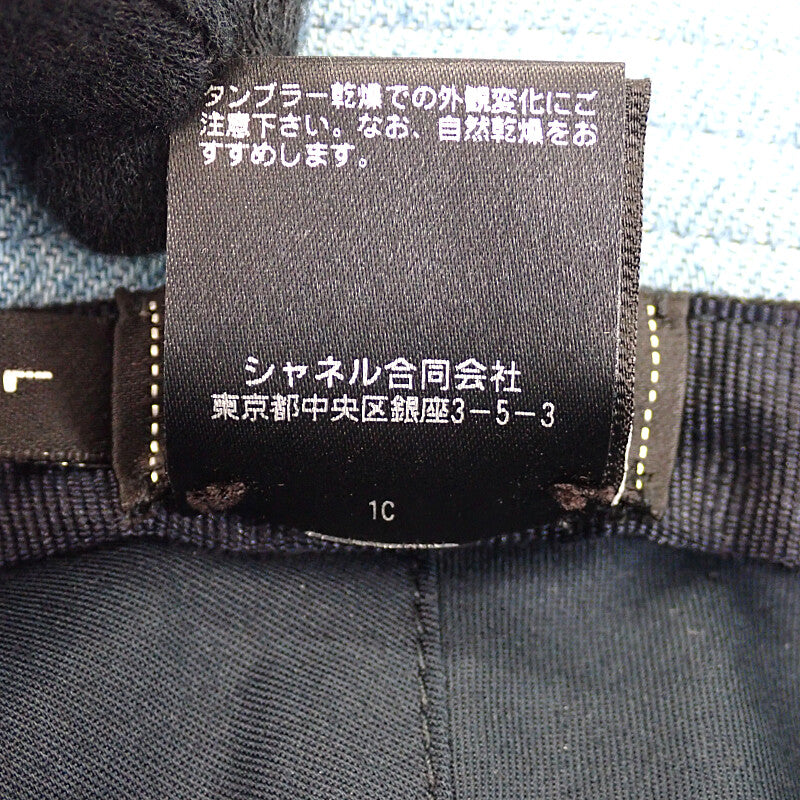 タンブラー乾燥での外観変化にご
注意下さい。なお、自然乾燥をお
すすめします。
シャネル合同会社
東京都中央区銀座3-5-3
1C